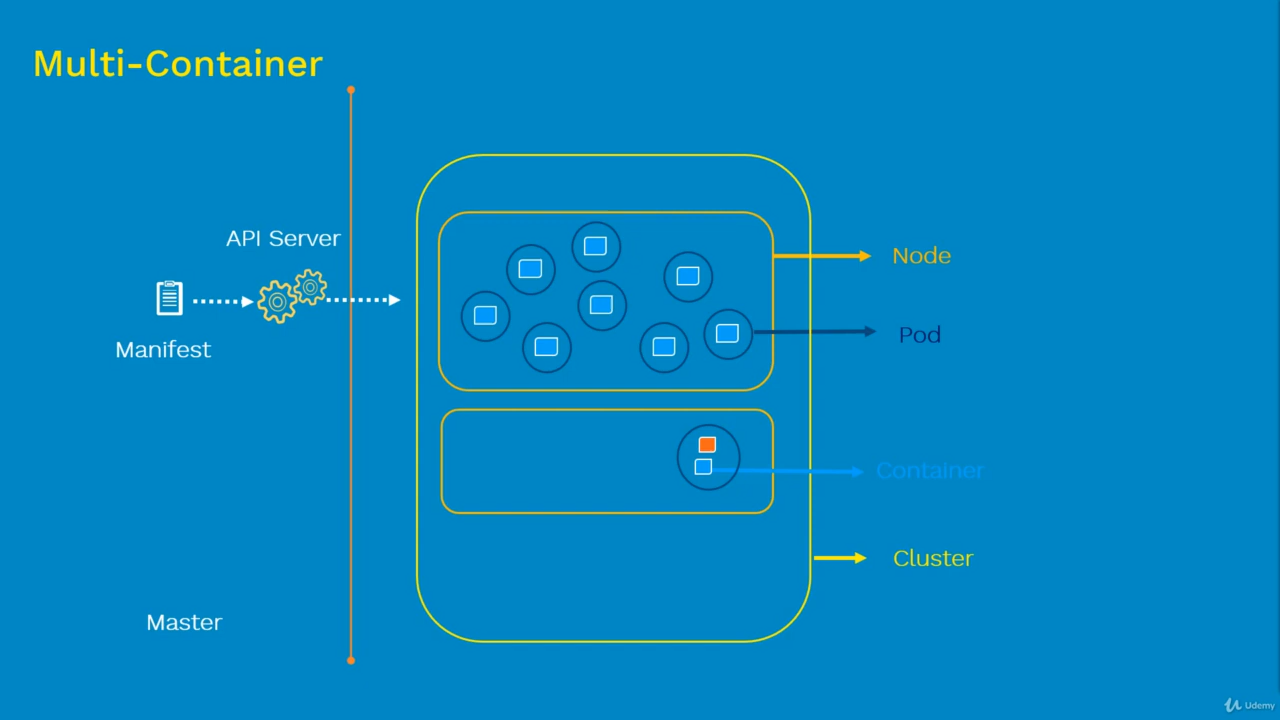 Multi-Container
API Server
Manifest
Master
Node
Pod
Container
Cluster
Udemy